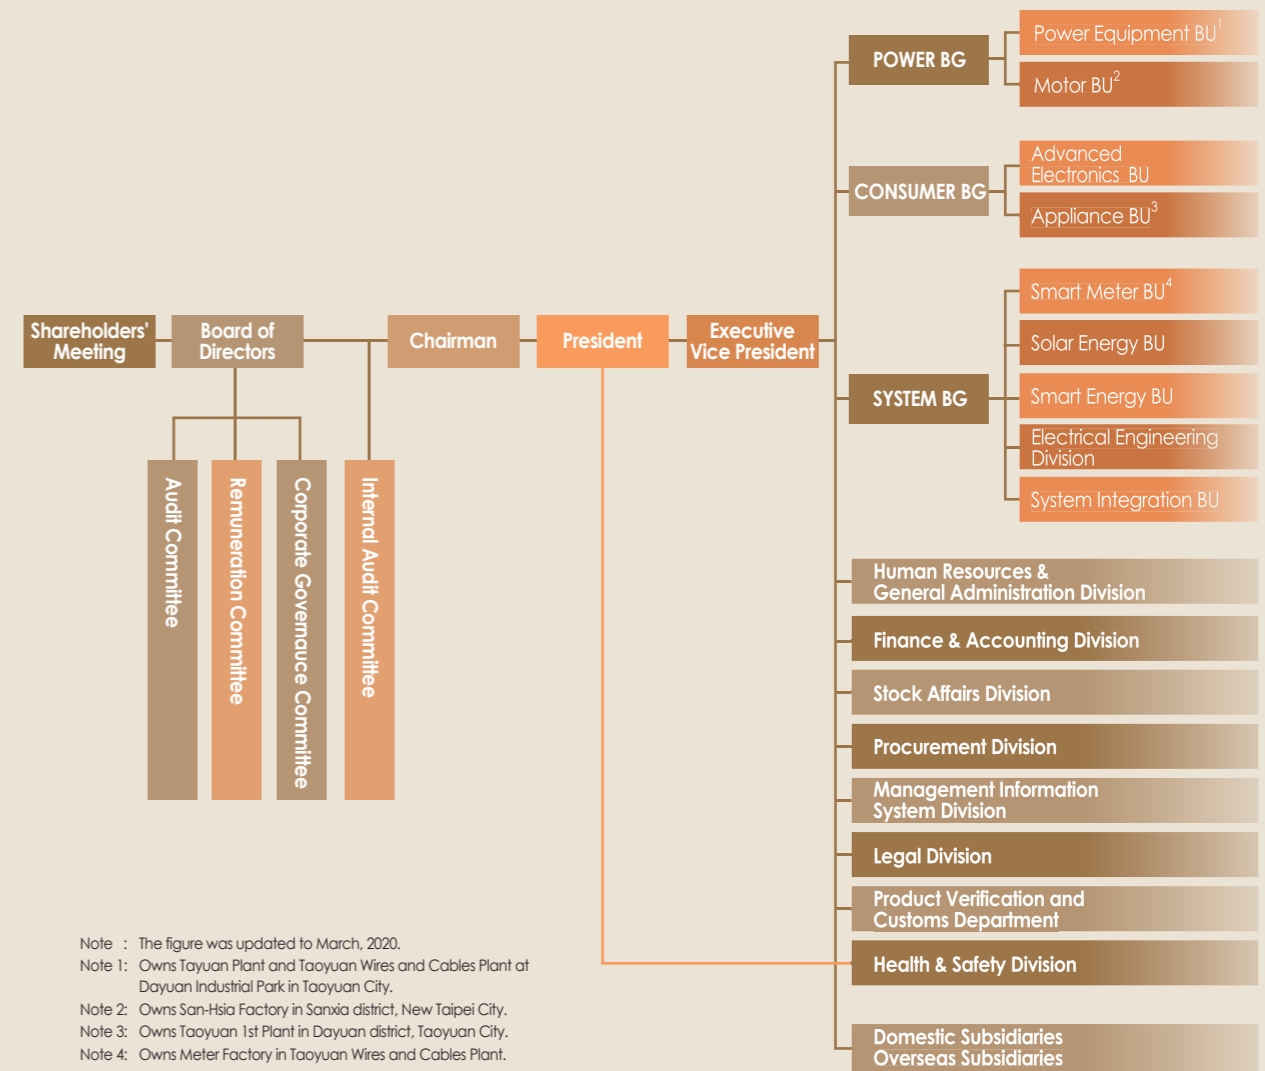 Shareholders'
Meeting
Board of
Directors
Chairman
President
Executive
Vice President
Audit Committee
Remuneration Committee
Corporate Governauce Committee
Internal Audit Committee
POWER BG
Power Equipment BU1
Motor BU2
CONSUMER BG
Advanced
Electronics BU
Appliance BU3
SYSTEM BG
Smart Meter BU4
Solar Energy BU
Smart Energy BU
Electrical Engineering
Division
System Integration BU
Human Resources &
General Administration Division
Finance & Accounting Division
Stock Affairs Division
Procurement Division
Management Information
System Division
Legal Division
Product Verification and
Customs Department
Health & Safety Division
Domestic Subsidiaries
Overseas Subsidiaries
Note : The figure was updated to March, 2020.
Note 1: Owns Tayuan Plant and Taoyuan Wires and Cables Plant at
Dayuan Industrial Park in Taoyuan City.
Note 2: Owns San-Hsia Factory in Sanxia district, New Taipei City.
Note 3: Owns Taoyuan 1st Plant in Dayuan district, Taoyuan City.
Note 4: Owns Meter Factory in Taoyuan Wires and Cables Plant.